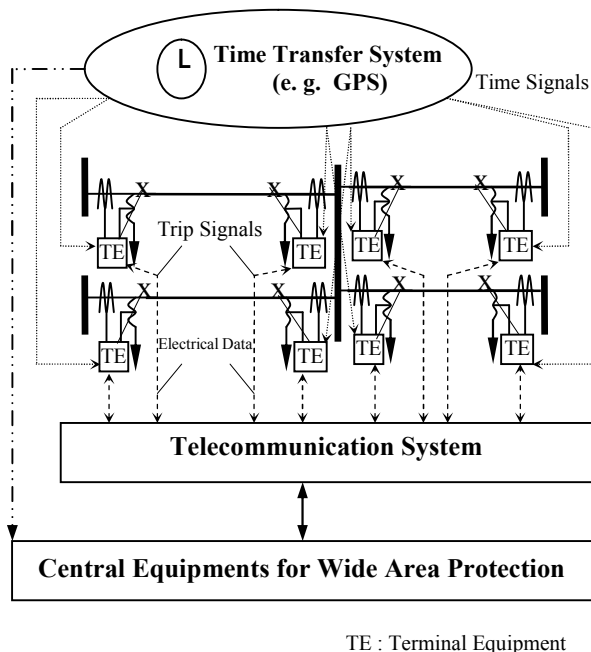 Time Transfer System
(e. g. GPS)
Time Signals
X
X
X
X
TE
Trip Signals
TE
TE
TE
X
X
X
X
TE
Electrical Data
TE
TE
TE
Telecommunication System
Central Equipments for Wide Area Protection
TE : Terminal Equipment